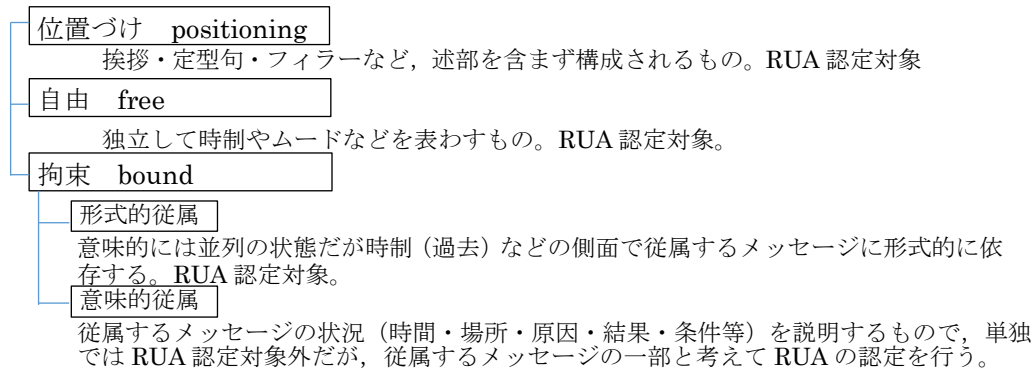 位置づけ positioning
挨拶・定型句・フィラーなど，述部を含まず構成されるもの。RUA 認定対象
自由 free
独立して時制やムードなどを表わすもの。RUA 認定対象。
拘束 bound
形式的従属
意味的には並列の状態だが時制（過去）などの側面で従属するメッセージに形式的に依
存する。RUA 認定対象。
意味的従属
従属するメッセージの状況（時間・場所・原因・結果・条件等）を説明するもので，単独
では RUA 認定対象外だが，従属するメッセージの一部と考えて RUA の認定を行う。